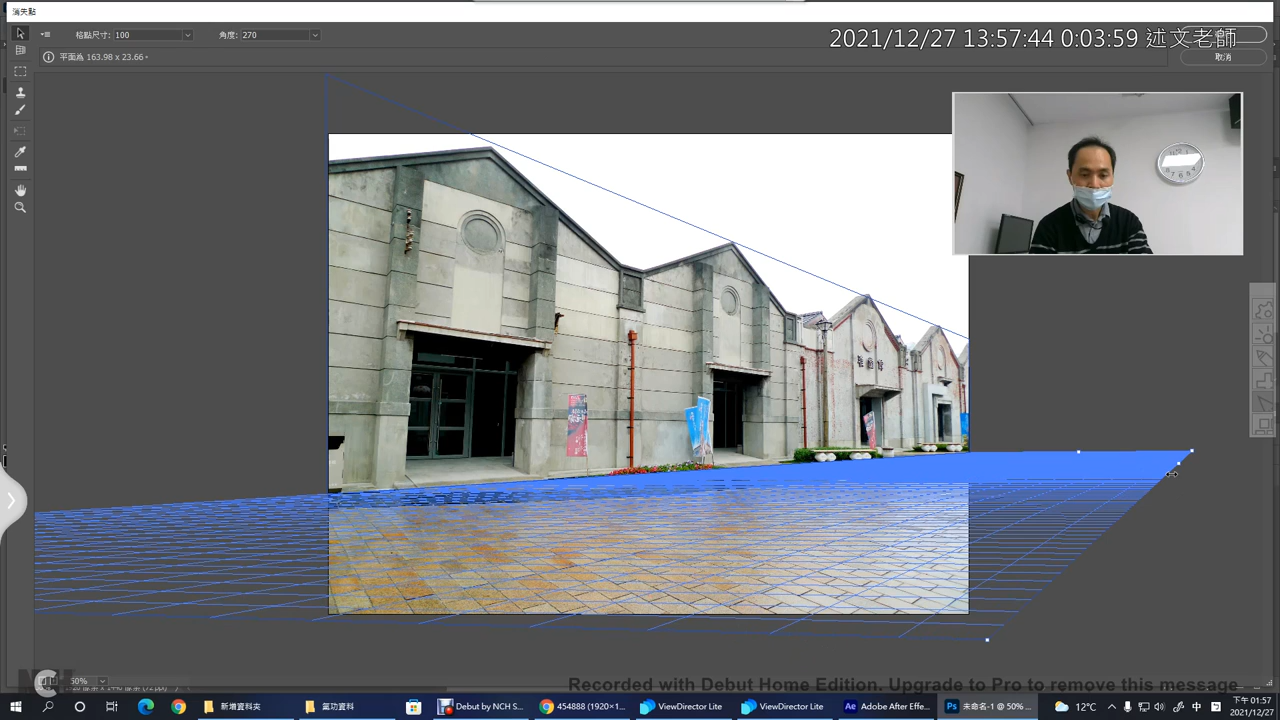 消失點
格點尺寸: 100
角度: 270
2021/12/27 13:57:44 0:03:59 述文老師
平面為 163.98 x 23.66
取消
50%
Recorded with Debut Home Edition. Upgrade to Pro to remove this message
新增資料夾
黨功資料
Debut by NCH S...
454888 (1920×1...
ViewDirector Lite
ViewDirector Lite
Adobe After Effe...
未命名-1 @ 50% ...
12°C
中
下午 01:57
2021/12/27